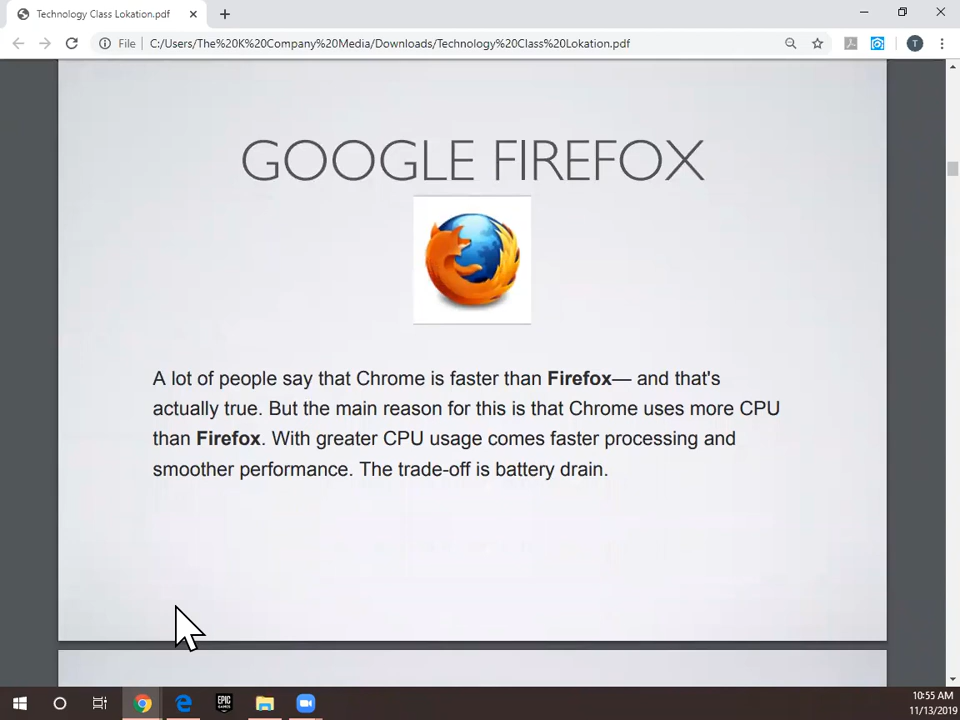 Technology Class Lokation.pdf
File
C:/Users/The%20K%20Company%20Media/Downloads/Technology%20Class%20Lokation.pdf
T
GOOGLE FIREFOX
A lot of people say that Chrome is faster than Firefox— and that's
actually true. But the main reason for this is that Chrome uses more CPU
than Firefox. With greater CPU usage comes faster processing and
smoother performance. The trade-off is battery drain.
EPIC
GAMES
10:55 AM
11/13/2019